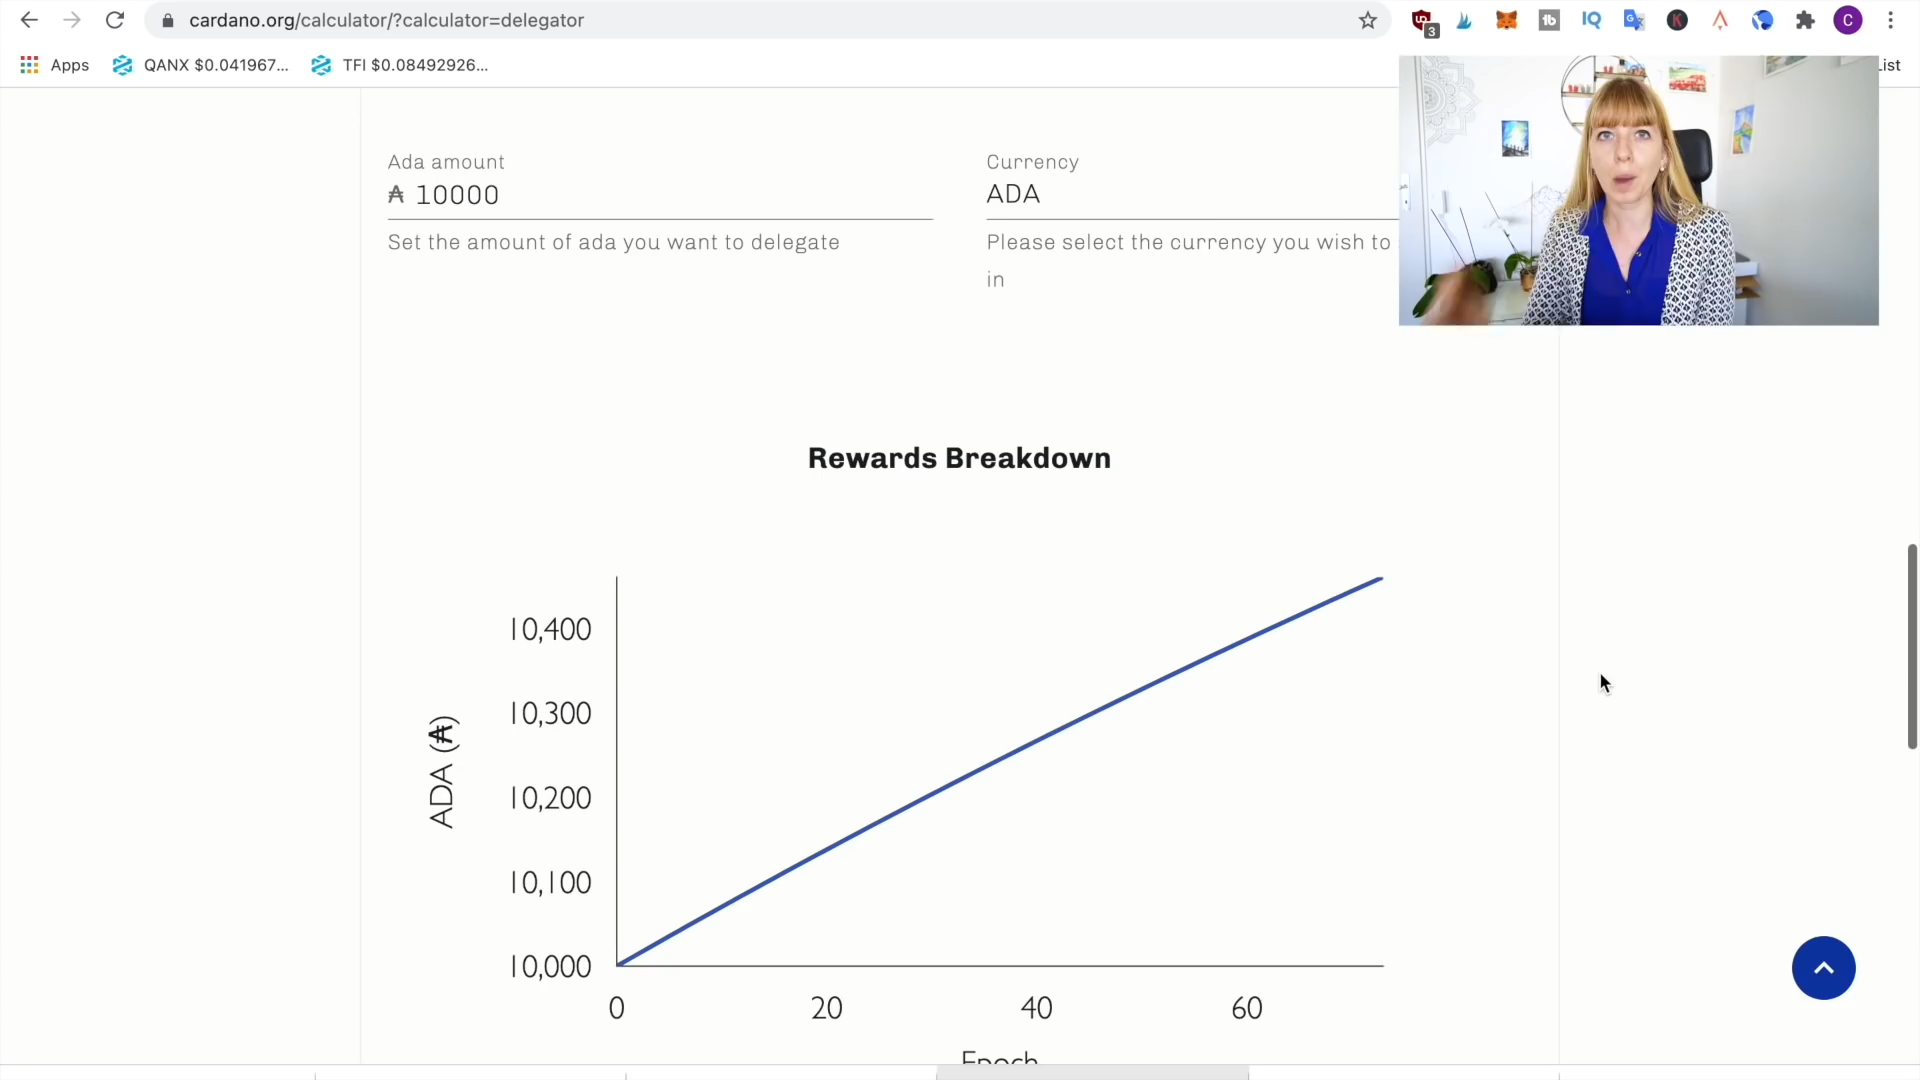 cardano.org/calculator/?calculator=delegator
3
Apps
QANX $0.041967...
TFI $0.08492926...
List
Ada amount
₳ 10000
Set the amount of ada you want to delegate
Currency
ADA
Please select the currency you wish to
in
Rewards Breakdown
10,400
10,300
10,200
10,100
10,000
ADA (₳)
0 20 40 60
Epoch